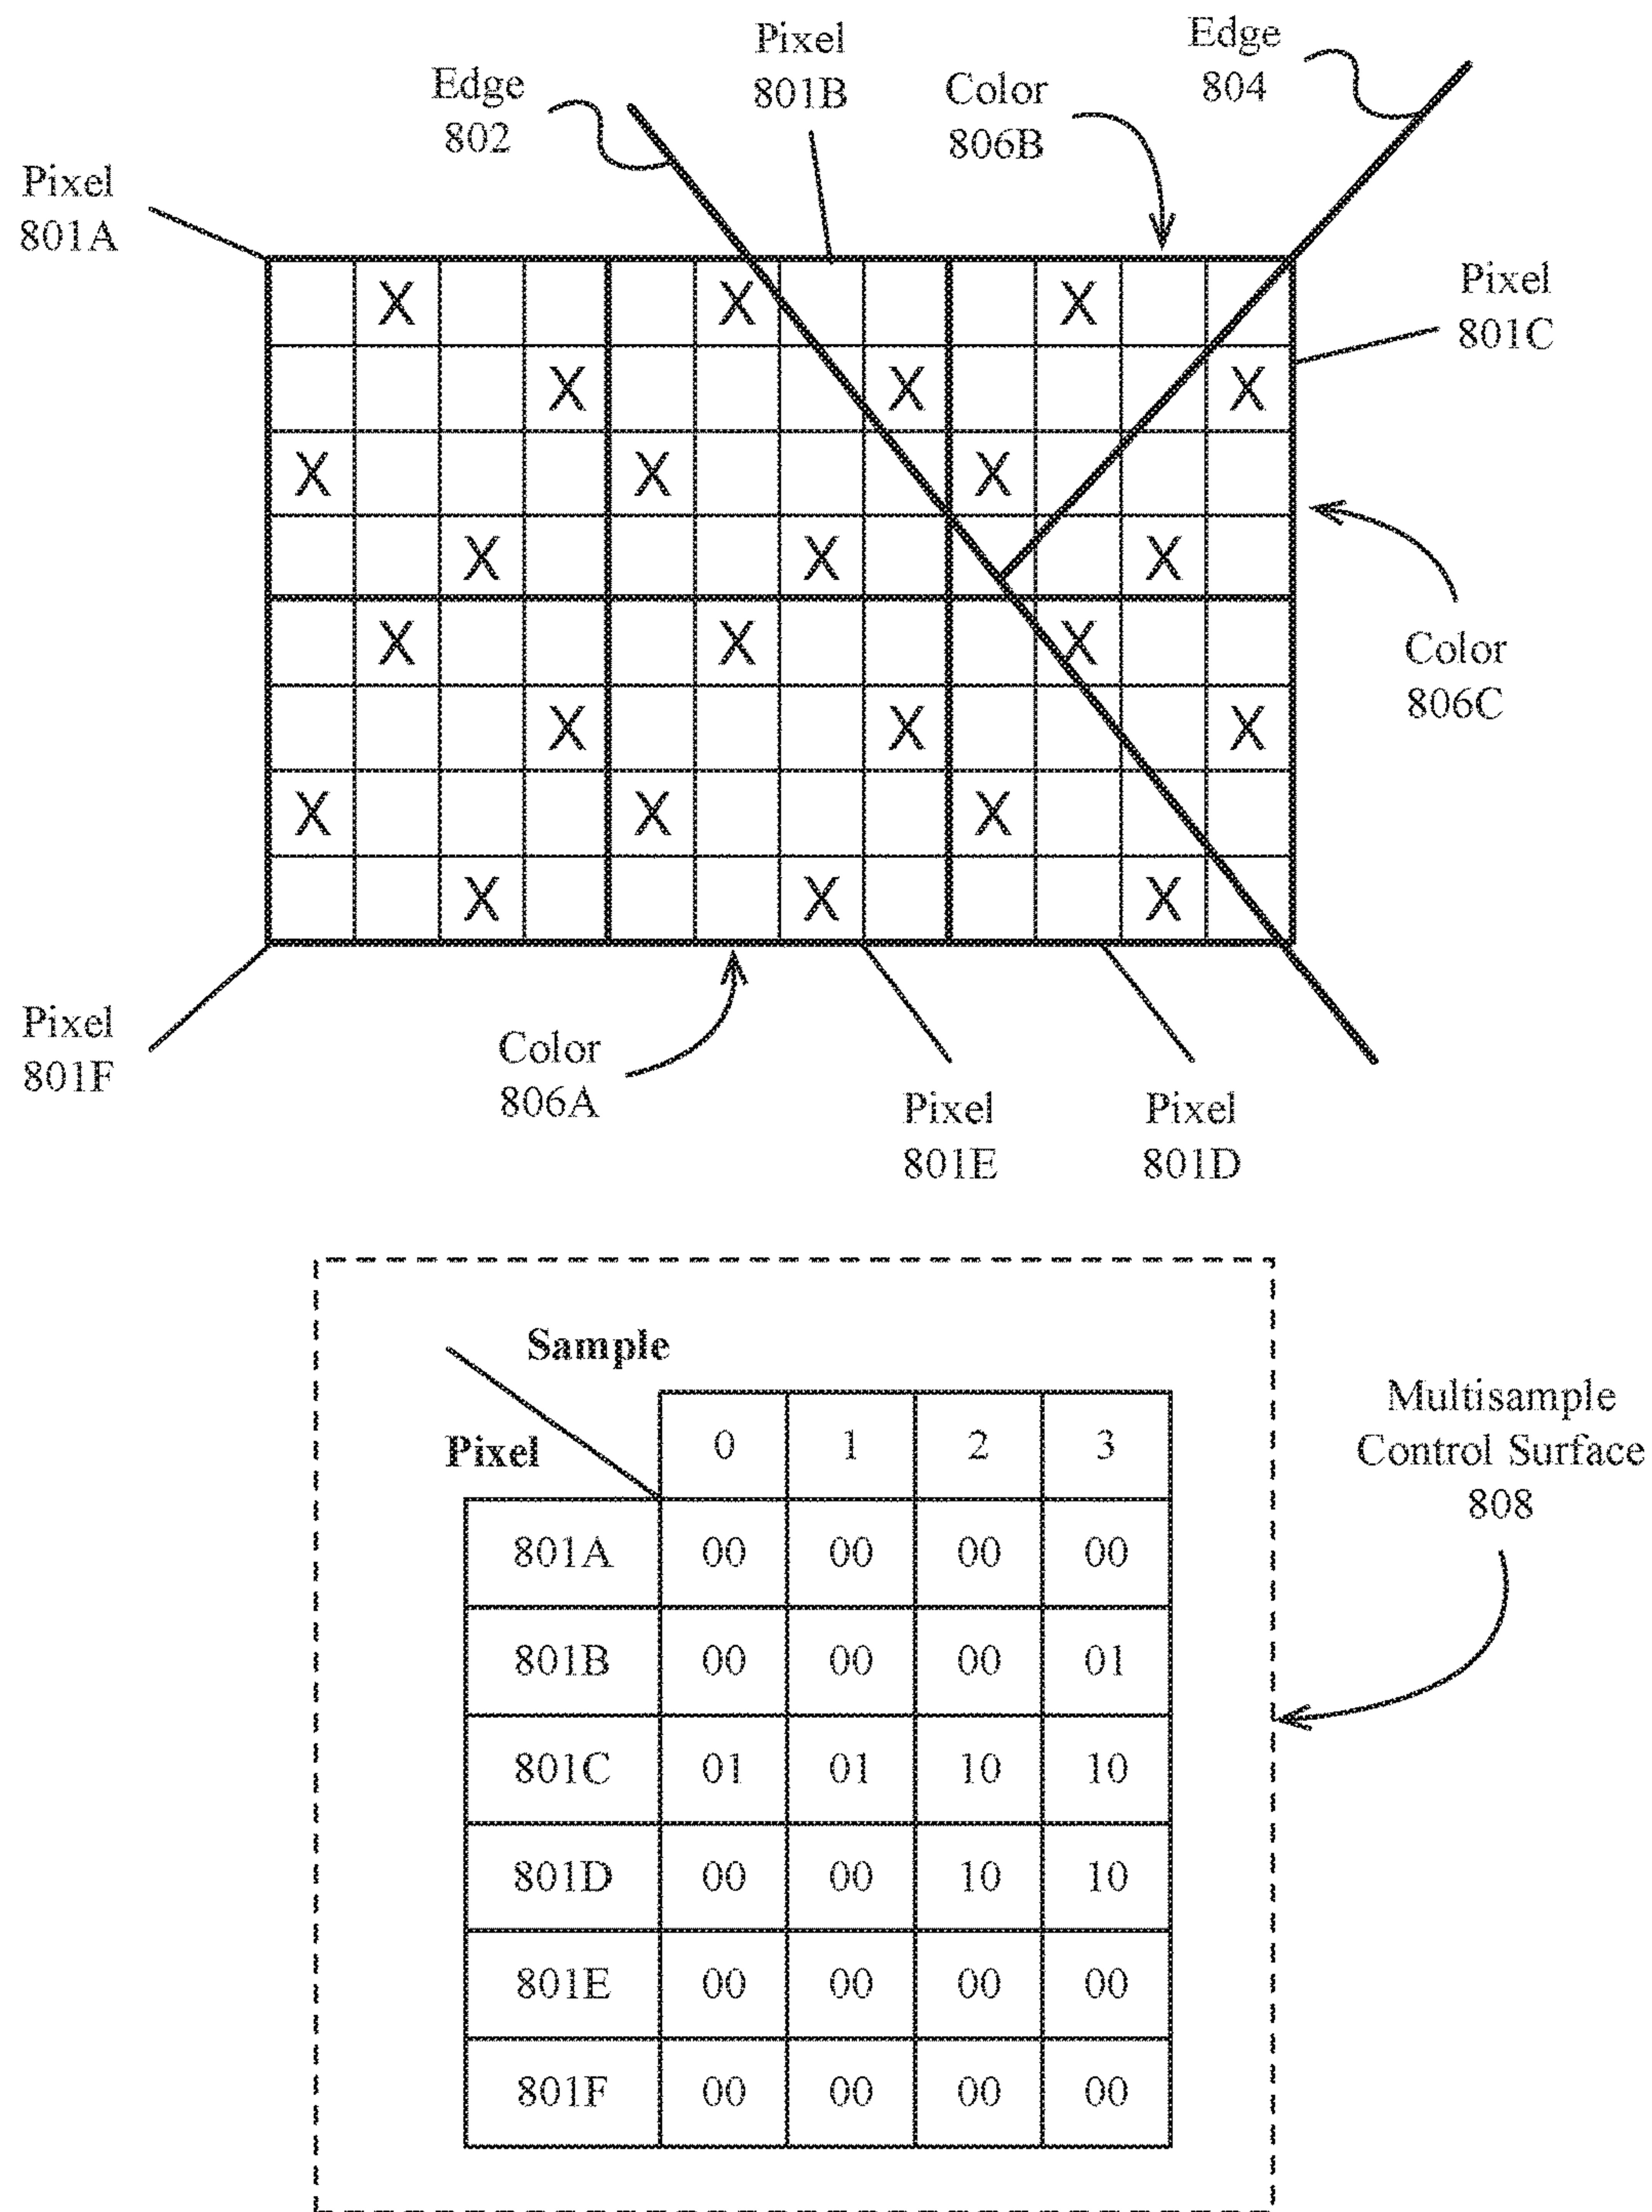 Edge
804
Pixel
801B
Edge
802
Color
806B
Pixel
801A
Pixel
801C
X X X
X X X
X X X
X X X
X X X
X X X
X X X
X X X
Color
806C
Pixel
801F
Color
806A
Pixel
801E
Pixel
801D
Sample
Pixel 0 1 2 3
801A 00 00 00 00
801B 00 00 00 01
801C 01 01 10 10
801D 00 00 10 10
801E 00 00 00 00
801F 00 00 00 00
Multisample
Control Surface
808